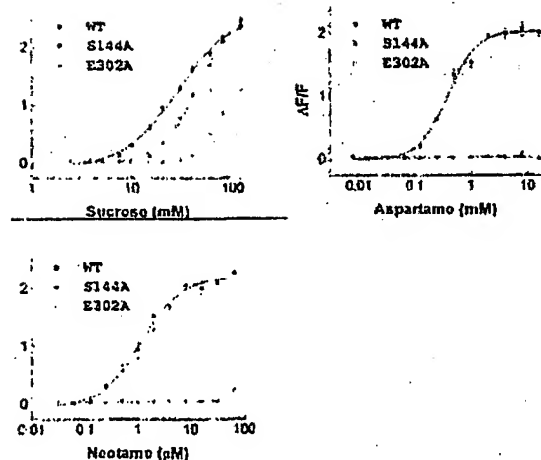 WT
S144A
E302A
2
1
0
1
10
100
Sucroso (mM)
WT
S144A
E302A
ΔF/F
2
1
0
0.01
0.1
1
10
Aspartamo (mM)
WT
S144A
E302A
2
1
0
0.01
0.1
1
10
100
Neotamo (µM)